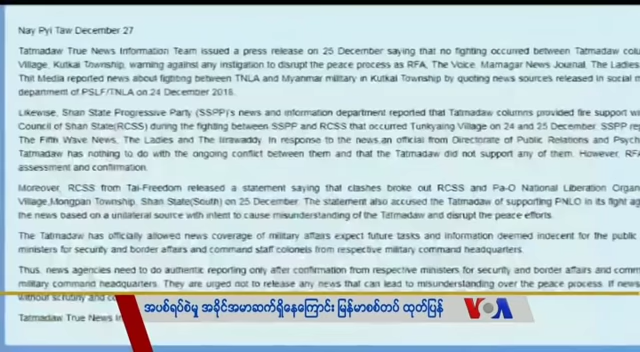 Nay Pyi Taw December 27
Tatmadaw True News Information Team issued a press release on 25 December saying that no fighting occurred between Tatmadaw colu
Village, Kutkai Township, warning against any instigation to disrupt the peace process as RFA, The Voice, Mamagar News Journal, The Ladies
Thit Media reported news about fighting between TNLA and Myanmar military in Kutkai Township by quoting news sources released in social m
department of PSLF/TNLA on 24 December 2018.
Likewise, Shan State Progressive Party (SSPP)'s news and information department reported that Tatmadaw columns provided fire support wi
Council of Shan State(RCSS) during the fighting between SSPP and RCSS that occurred Tunkyaing Village on 24 and 25 December. SSPP rep
The Fifth Wave News, The Ladies and The Irrawaddy. In response to the news,an official from Directorate of Public Relations and Psych
Tatmadaw has nothing to do with the ongoing conflict between them and that the Tatmadaw did not support any of them. However, RFA
assessment and confirmation.
Moreover, RCSS from Tai-Freedom released a statement saying that clashes broke out RCSS and Pa-O National Liberation Organ
Village,Mongpan Township, Shan State(South) on 25 December. The statement also accused the Tatmadaw of supporting PNLO in its fight ag
the news based on a unilateral source with intent to cause misunderstanding of the Tatmadaw and disrupt the peace efforts.
The Tatmadaw has officially allowed news coverage of military affairs expect future tasks and information deemed indecent for the public
ministers for security and border affairs and command staff colonels from respective military command headquarters.
Thus, news agencies need to do authentic reporting only after confirmation from respective ministers for security and border affairs and comm
military command headquarters. They are urged not to release any news that can lead to misunderstanding over the peace process. If news
without scrutiny and co
Tatmadaw True News In
အပစ်ရပ်စဲမှု အခိုင်အမာဆက်ရှိနေကြောင်း မြန်မာစစ်တပ် ထုတ်ပြန်
VOA